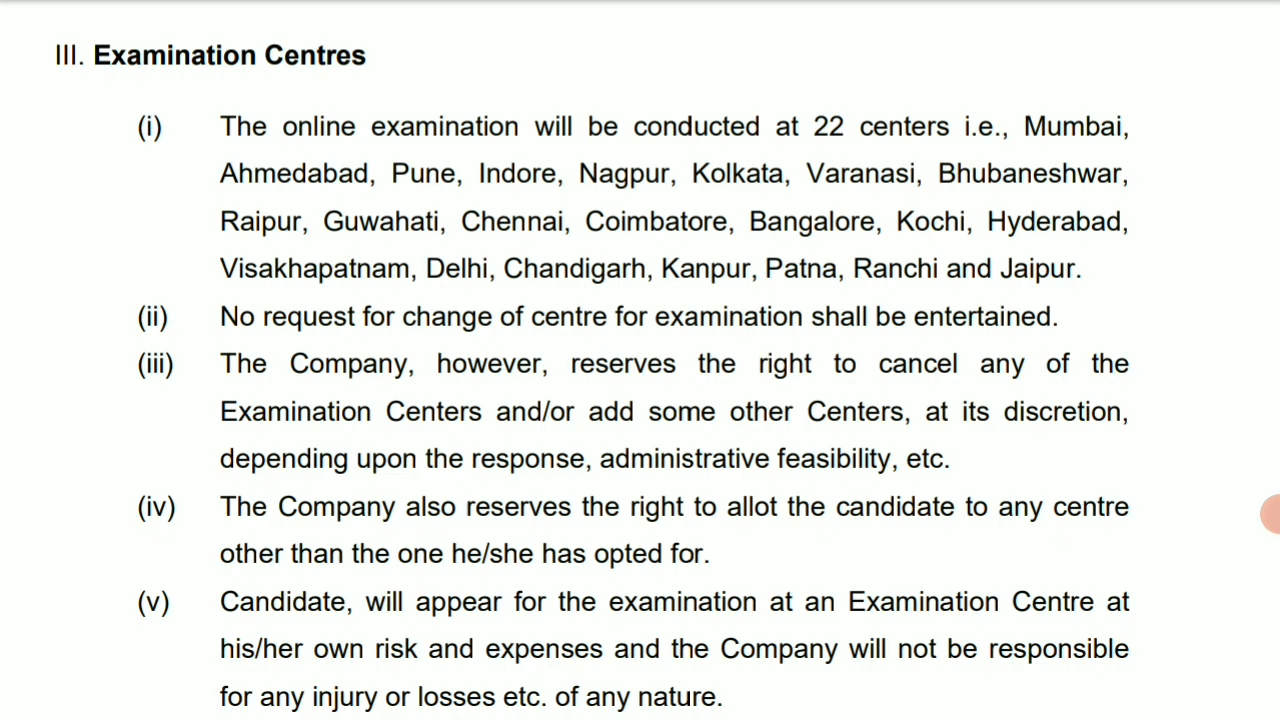 III. Examination Centres
(i) The online examination will be conducted at 22 centers i.e., Mumbai,
Ahmedabad, Pune, Indore, Nagpur, Kolkata, Varanasi, Bhubaneshwar,
Raipur, Guwahati, Chennai, Coimbatore, Bangalore, Kochi, Hyderabad,
Visakhapatnam, Delhi, Chandigarh, Kanpur, Patna, Ranchi and Jaipur.
(ii) No request for change of centre for examination shall be entertained.
(iii) The Company, however, reserves the right to cancel any of the
Examination Centers and/or add some other Centers, at its discretion,
depending upon the response, administrative feasibility, etc.
(iv) The Company also reserves the right to allot the candidate to any centre
other than the one he/she has opted for.
(v) Candidate, will appear for the examination at an Examination Centre at
his/her own risk and expenses and the Company will not be responsible
for any injury or losses etc. of any nature.